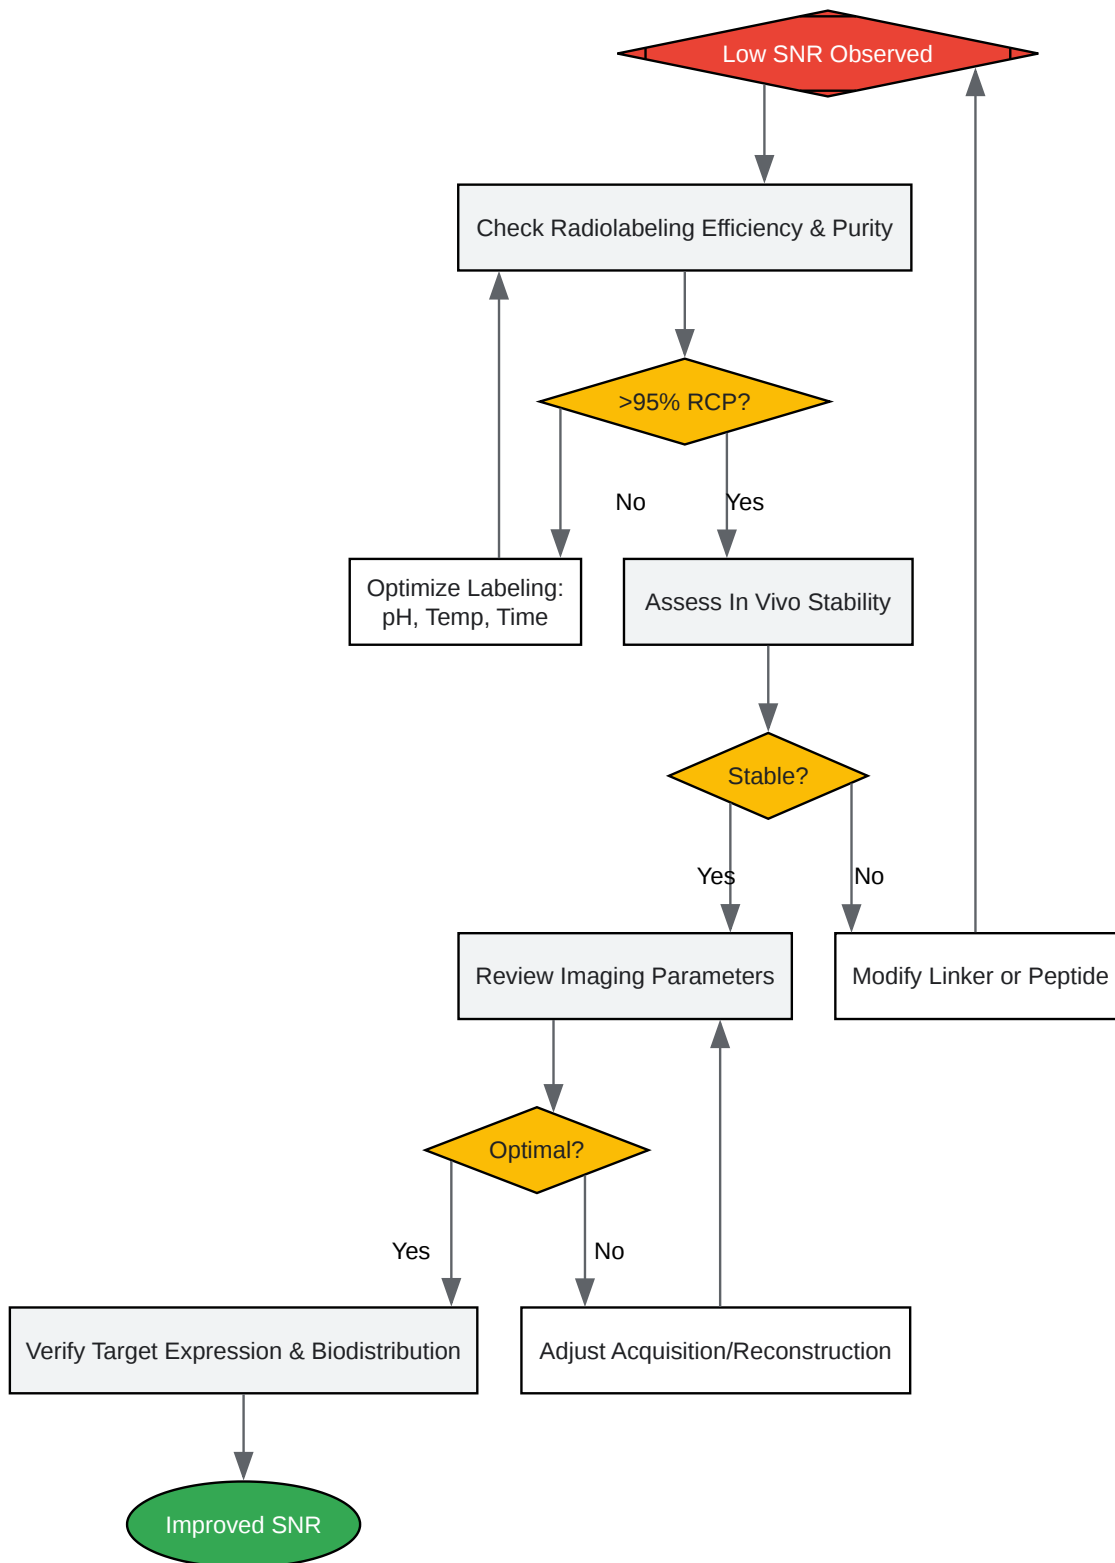 Low SNR Observed
Check Radiolabeling Efficiency & Purity
>95% RCP?
No
Yes
Optimize Labeling:
pH, Temp, Time
Assess In Vivo Stability
Stable?
Yes
No
Review Imaging Parameters
Modify Linker or Peptide
Optimal?
Yes
No
Verify Target Expression & Biodistribution
Adjust Acquisition/Reconstruction
Improved SNR